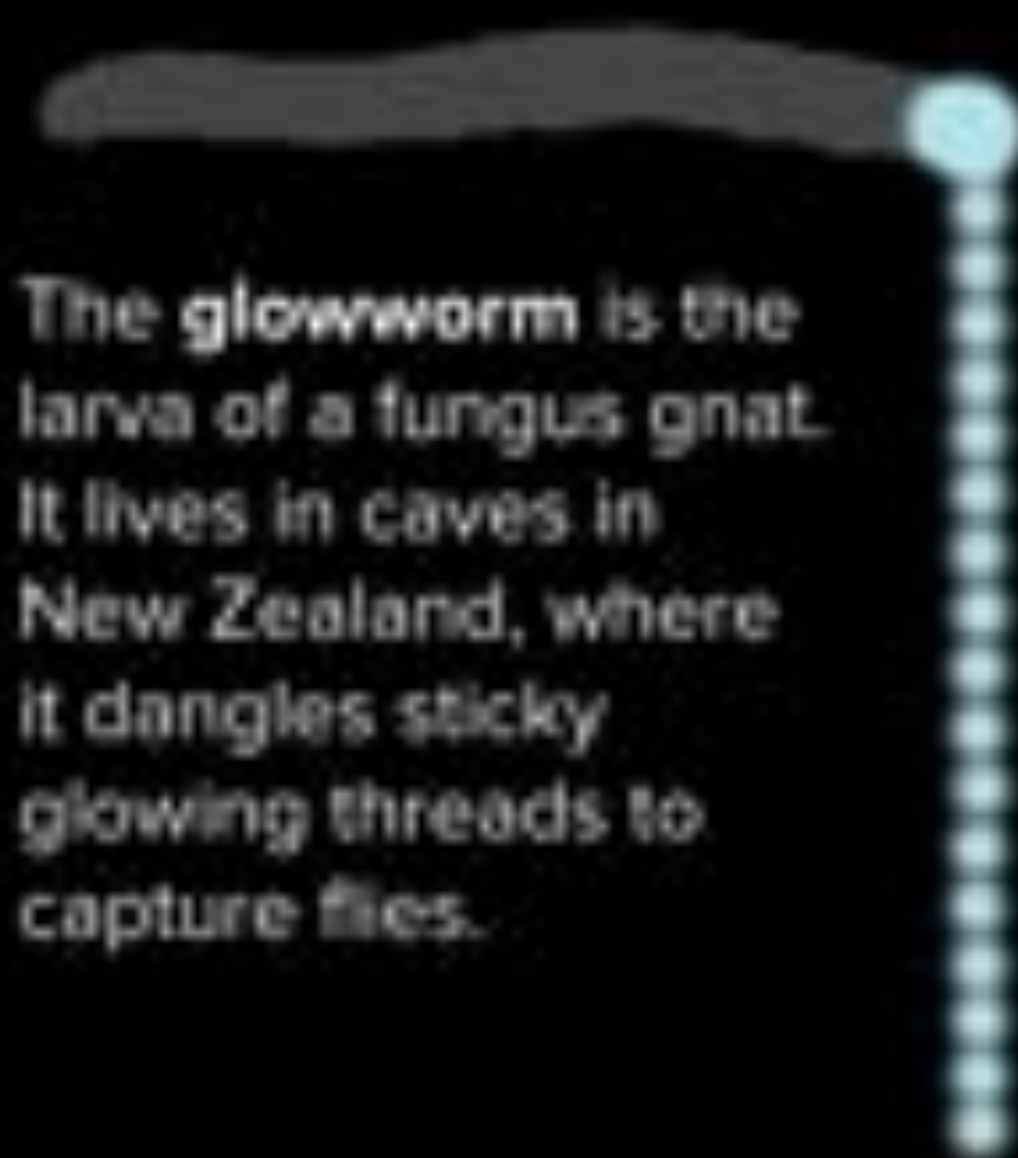 The glowworm is the
larva of a fungus gnat.
It lives in caves in
New Zealand, where
it dangles sticky
glowing threads to
capture flies.